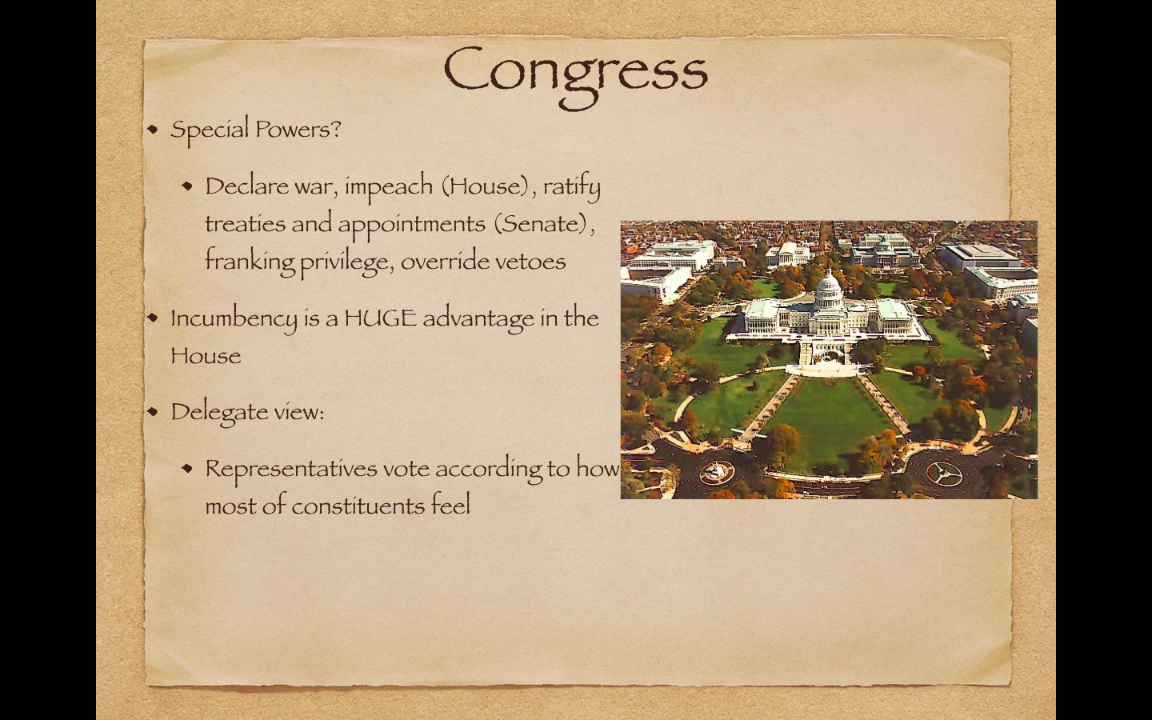 Congress
Special Powers?
Declare war, impeach (House), ratify
treaties and appointments (Senate),
franking privilege, override vetoes
Incumbency is a HUGE advantage in the
House
Delegate view:
Representatives vote according to how
most of constituents feel